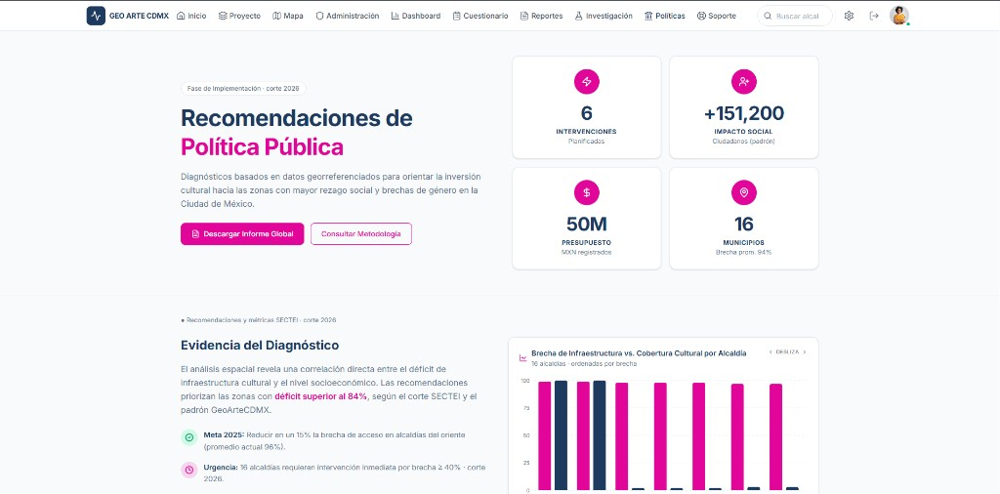 GEO ARTE CDMX
Inicio
Proyecto
Mapa
Administración
Dashboard
Cuestionario
Reportes
Investigación
Políticas
Soporte
Buscar alcal
Fase de Implementación · corte 2026
Recomendaciones de
Política Pública
Diagnósticos basados en datos georreferenciados para orientar la inversión
cultural hacia las zonas con mayor rezago social y brechas de género en la
Ciudad de México.
Descargar Informe Global
Consultar Metodología
6
INTERVENCIONES
Planificadas
+151,200
IMPACTO SOCIAL
Ciudadanos (padrón)
50M
PRESUPUESTO
MXN registrados
16
MUNICIPIOS
Brecha prom. 94%
● Recomendaciones y métricas SECTEI · corte 2026
Evidencia del Diagnóstico
El análisis espacial revela una correlación directa entre el déficit de
infraestructura cultural y el nivel socioeconómico. Las recomendaciones
priorizan las zonas con déficit superior al 84%, según el corte SECTEI y el
padrón GeoArteCDMX.
Meta 2025: Reducir en un 15% la brecha de acceso en alcaldías del oriente
(promedio actual 96%).
Urgencia: 16 alcaldías requieren intervención inmediata por brecha ≥ 40% · corte
2026.
Brecha de Infraestructura vs. Cobertura Cultural por Alcaldía
16 alcaldías · ordenadas por brecha
‹ DESLIZA ›
100
75
50
25
0